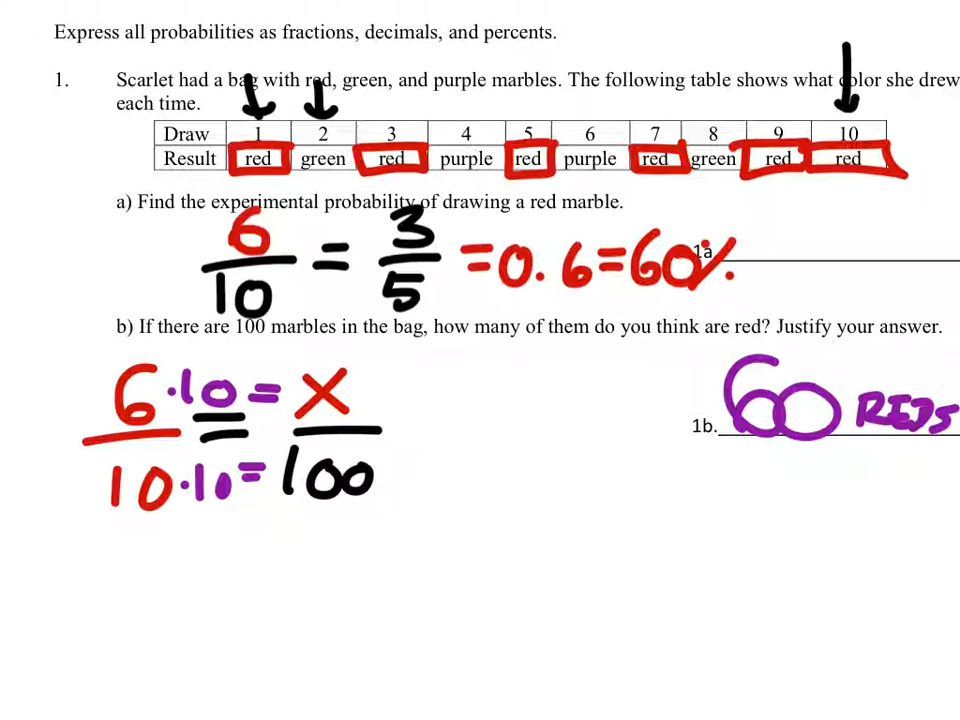 Express all probabilities as fractions, decimals, and percents.
1. Scarlet had a bag with red, green, and purple marbles. The following table shows what color she drew
each time.
Draw 1 2 3 4 5 6 7 8 9 10
Result red green red purple red purple red green red red
a) Find the experimental probability of drawing a red marble.
6/10 = 3/5 = 0.6 = 60%
1a
b) If there are 100 marbles in the bag, how many of them do you think are red? Justify your answer.
6 · 10 = x
=
10 · 10 = 100
1b. 60 REDS